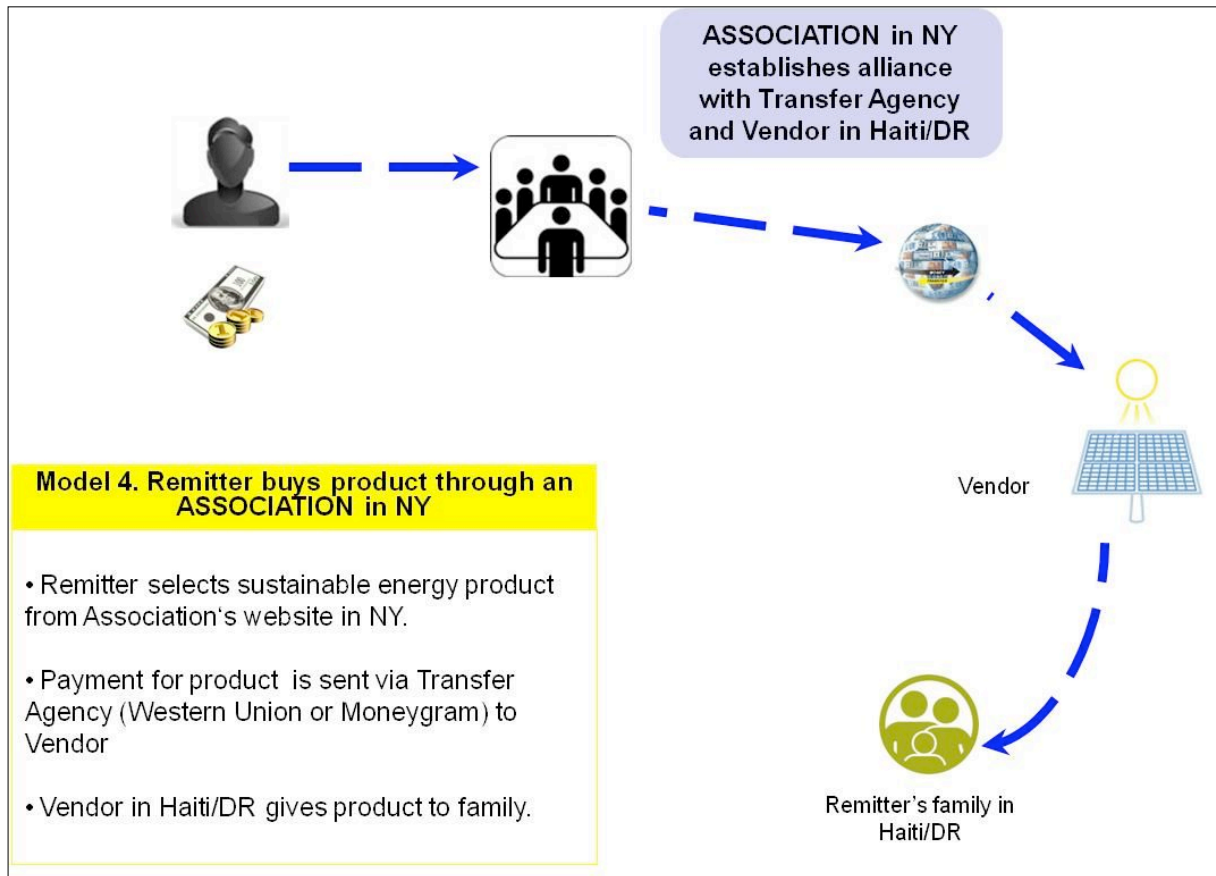 ASSOCIATION in NY
establishes alliance
with Transfer Agency
and Vendor in Haiti/DR
Vendor
Model 4. Remitter buys product through an
ASSOCIATION in NY
• Remitter selects sustainable energy product
from Association‘s website in NY.
• Payment for product  is sent via Transfer
Agency (Western Union or Moneygram) to
Vendor
• Vendor in Haiti/DR gives product to family.
Remitter’s family in
Haiti/DR